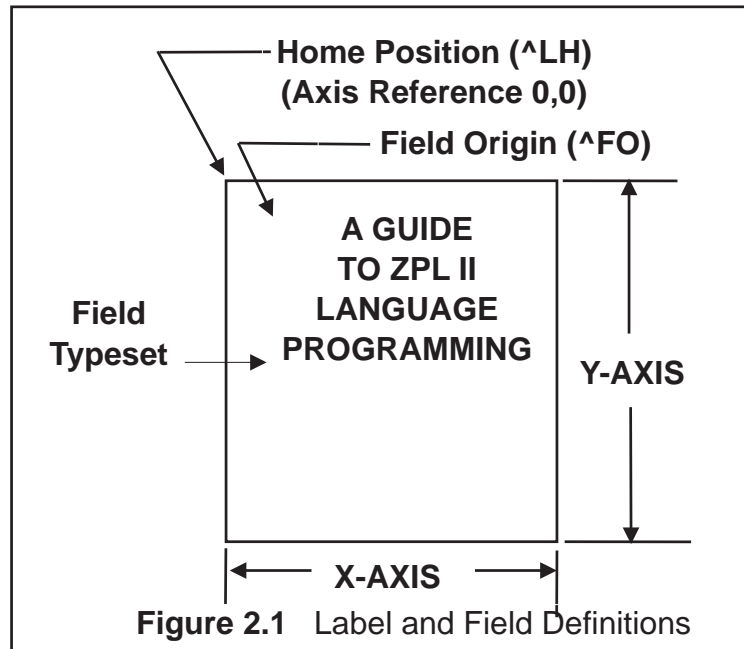 Home Position (^LH)
(Axis Reference 0,0)
Field Origin (^FO)
A GUIDE
TO ZPL II
LANGUAGE
PROGRAMMING
Field
Typeset
Y-AXIS
X-AXIS
Figure 2.1 Label and Field Definitions